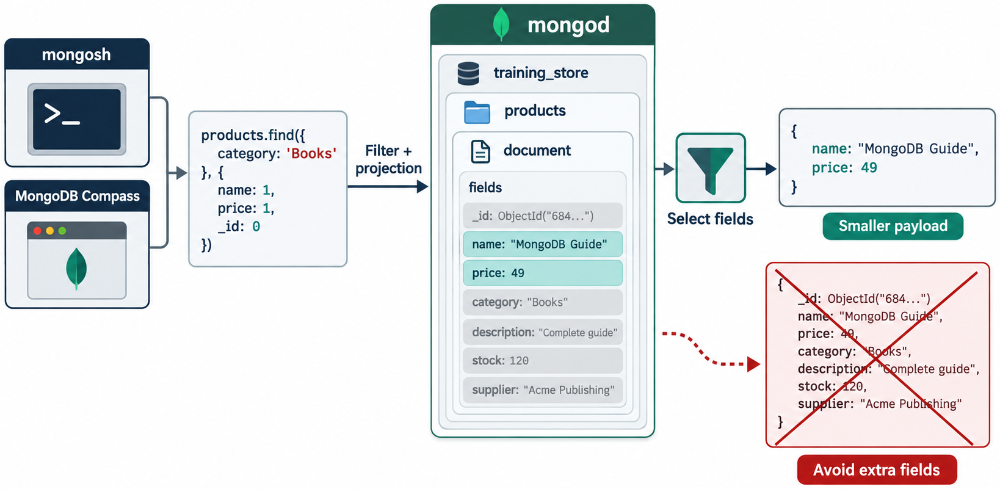 mongosh
>_
MongoDB Compass
products.find({
category: 'Books'
}, {
name: 1,
price: 1,
_id: 0
})
Filter +
projection
mongod
training_store
products
document
fields
_id: ObjectId("684...")
name: "MongoDB Guide"
price: 49
category: "Books"
description: "Complete guide"
stock: 120
supplier: "Acme Publishing"
Select fields
{
name: "MongoDB Guide",
price: 49
}
Smaller payload
{
_id: ObjectId("684...")
name: "MongoDB Guide",
price: 49,
category: "Books",
description: "Complete guide",
stock: 120,
supplier: "Acme Publishing"
}
Avoid extra fields